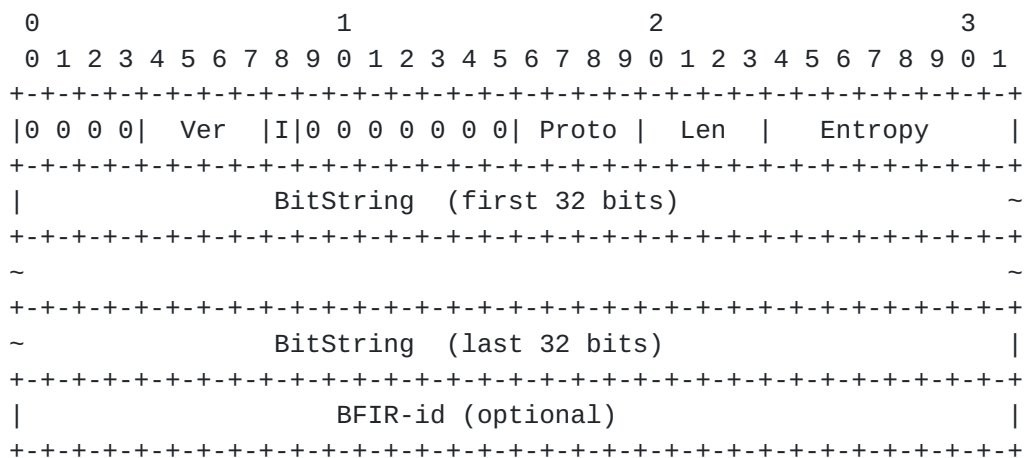 0                   1                   2                   3
 0 1 2 3 4 5 6 7 8 9 0 1 2 3 4 5 6 7 8 9 0 1 2 3 4 5 6 7 8 9 0 1
+-+-+-+-+-+-+-+-+-+-+-+-+-+-+-+-+-+-+-+-+-+-+-+-+-+-+-+-+-+-+-+-+
|0 0 0 0|  Ver  |I|0 0 0 0 0 0 0| Proto |  Len  |   Entropy     |
+-+-+-+-+-+-+-+-+-+-+-+-+-+-+-+-+-+-+-+-+-+-+-+-+-+-+-+-+-+-+-+-+
|                BitString  (first 32 bits)                     ~
+-+-+-+-+-+-+-+-+-+-+-+-+-+-+-+-+-+-+-+-+-+-+-+-+-+-+-+-+-+-+-+-+
~                                                               ~
+-+-+-+-+-+-+-+-+-+-+-+-+-+-+-+-+-+-+-+-+-+-+-+-+-+-+-+-+-+-+-+-+
~                BitString  (last 32 bits)                      |
+-+-+-+-+-+-+-+-+-+-+-+-+-+-+-+-+-+-+-+-+-+-+-+-+-+-+-+-+-+-+-+-+
|                    BFIR-id (optional)                         |
+-+-+-+-+-+-+-+-+-+-+-+-+-+-+-+-+-+-+-+-+-+-+-+-+-+-+-+-+-+-+-+-+